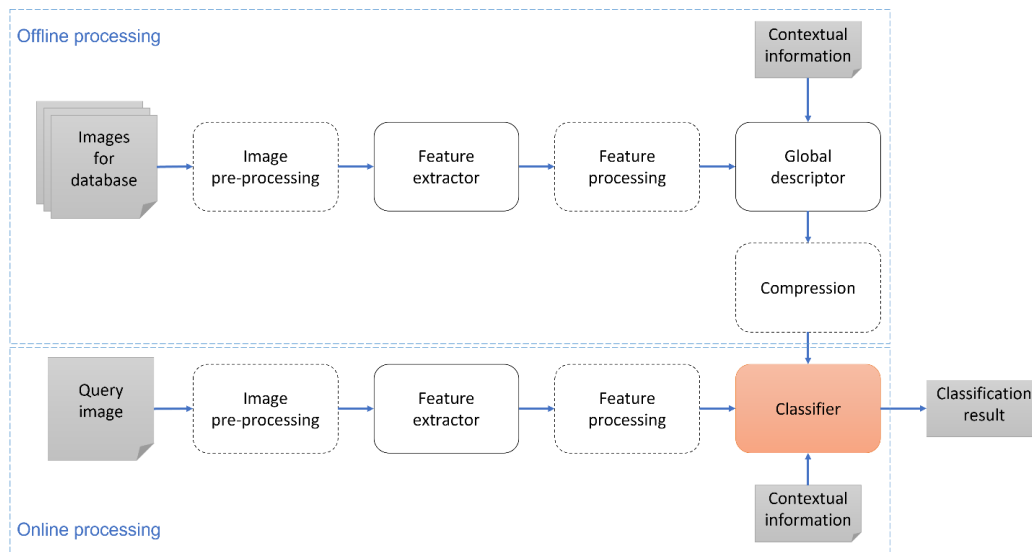 Offline processing
Contextual
information
Images
for
database
Image
pre-processing
Feature
extractor
Feature
processing
Global
descriptor
Compression
Query
image
Image
pre-processing
Feature
extractor
Feature
processing
Classifier
Classification
result
Contextual
information
Online processing